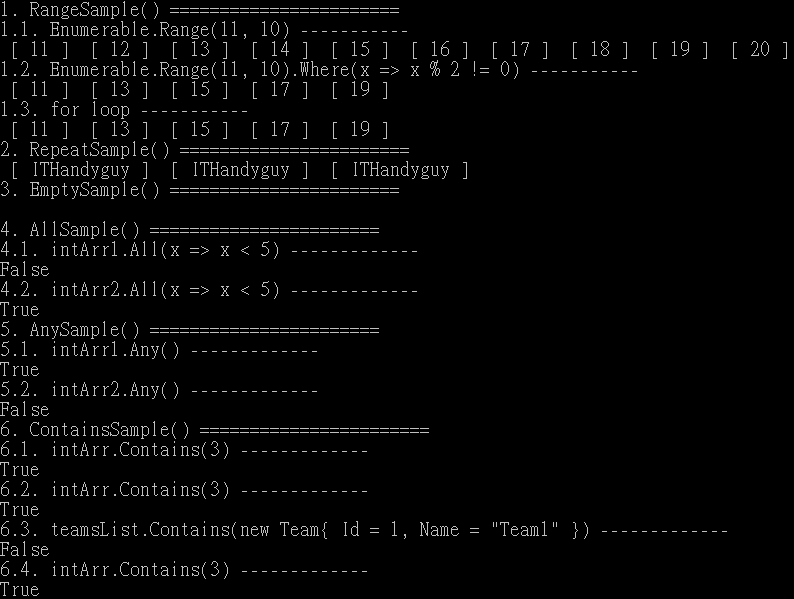 1. RangeSample() =======================
1.1. Enumerable.Range(11, 10) -----------
[ 11 ] [ 12 ] [ 13 ] [ 14 ] [ 15 ] [ 16 ] [ 17 ] [ 18 ] [ 19 ] [ 20 ]
1.2. Enumerable.Range(11, 10).Where(x => x % 2 != 0) -----------
[ 11 ] [ 13 ] [ 15 ] [ 17 ] [ 19 ]
1.3. for loop -----------
[ 11 ] [ 13 ] [ 15 ] [ 17 ] [ 19 ]
2. RepeatSample() =======================
[ ITHandyguy ] [ ITHandyguy ] [ ITHandyguy ]
3. EmptySample() =======================
4. AllSample() =======================
4.1. intArr1.All(x => x < 5) -------------
False
4.2. intArr2.All(x => x < 5) -------------
True
5. AnySample() =======================
5.1. intArr1.Any() -------------
True
5.2. intArr2.Any() -------------
False
6. ContainsSample() =======================
6.1. intArr.Contains(3) -------------
True
6.2. intArr.Contains(3) -------------
True
6.3. teamsList.Contains(new Team{ Id = 1, Name = "Team1" }) -------------
False
6.4. intArr.Contains(3) -------------
True